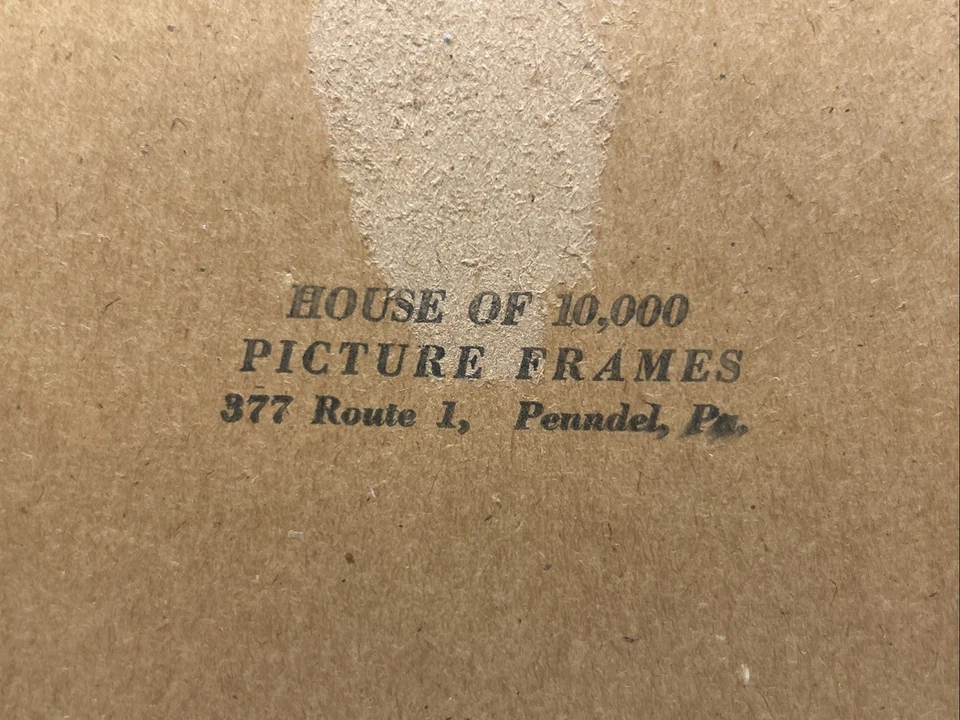 HOUSE OF 10,000
PICTURE FRAMES
377 Route 1, Penndel, Pa.